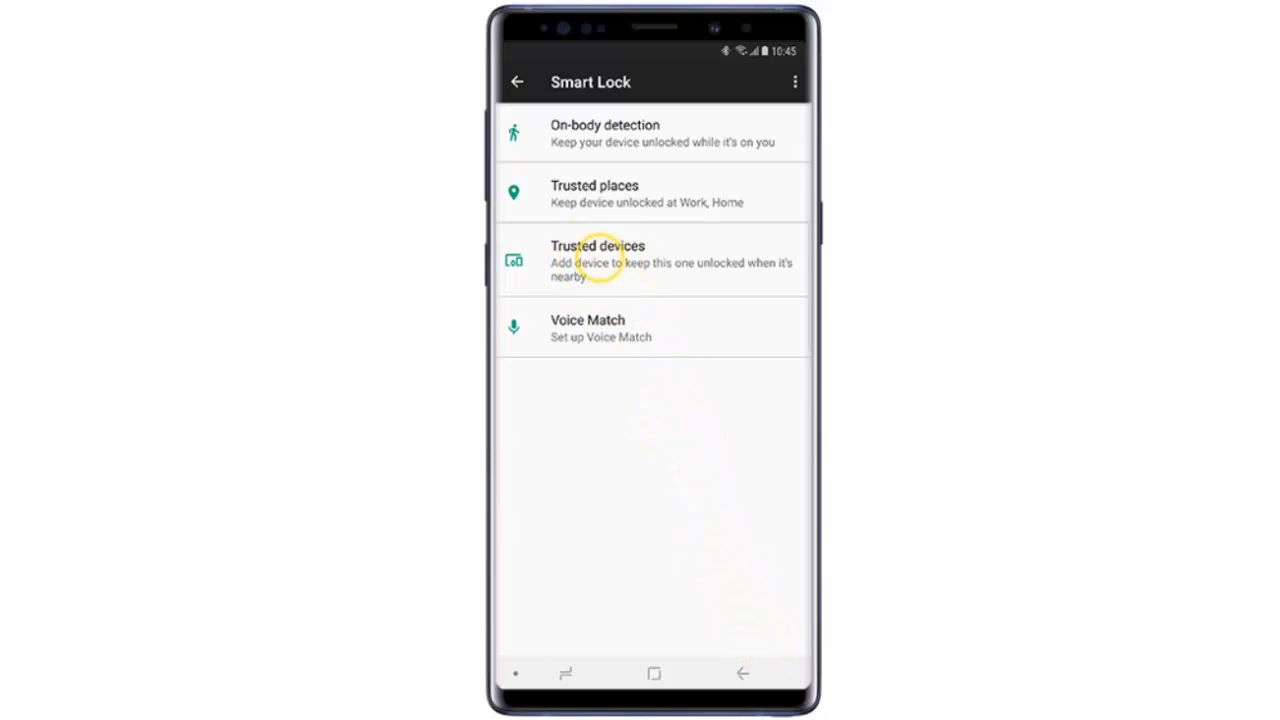 10:45
Smart Lock
On-body detection
Keep your device unlocked while it's on you
Trusted places
Keep device unlocked at Work, Home
Trusted devices
Add device to keep this one unlocked when it's
nearby
Voice Match
Set up Voice Match